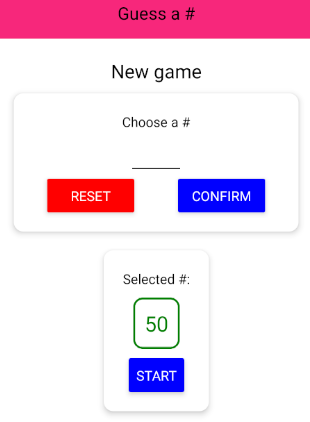 Guess a #
New game
Choose a #
RESET CONFIRM
Selected #:
50
START